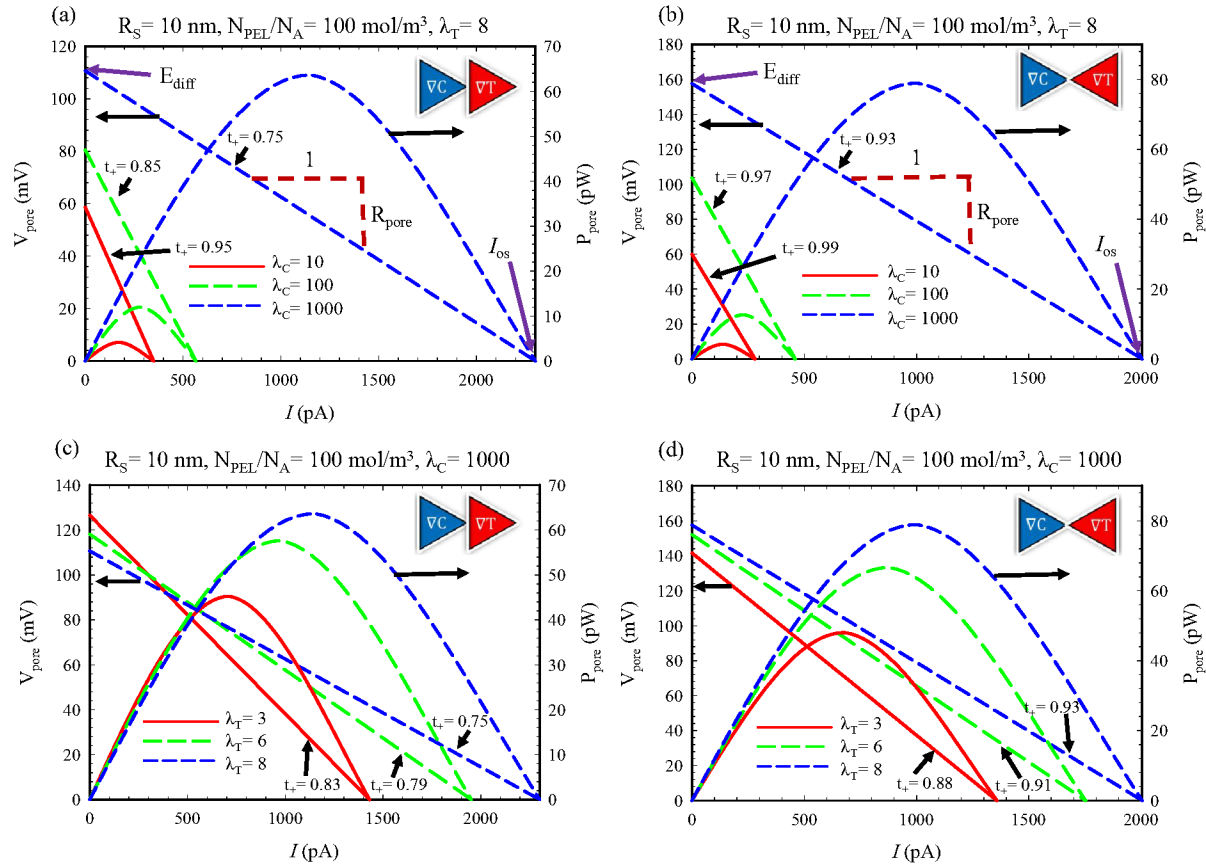 (a)
R_S= 10 nm, N_PEL/N_A= 100 mol/m³, λ_T= 8
120
100
80
60
40
20
0
V_pore (mV)
70
60
50
40
30
20
10
0
P_pore (pW)
E_diff
∇C
∇T
t₊= 0.75
t₊= 0.85
t₊= 0.95
1
R_pore
I_os
λ_C= 10
λ_C= 100
λ_C= 1000
0 500 1000 1500 2000
I (pA)
(b)
R_S= 10 nm, N_PEL/N_A= 100 mol/m³, λ_T= 8
180
160
140
120
100
80
60
40
20
0
V_pore (mV)
90
80
70
60
50
40
30
20
10
0
P_pore (pW)
E_diff
∇C
∇T
t₊= 0.93
t₊= 0.97
t₊= 0.99
1
R_pore
I_os
λ_C= 10
λ_C= 100
λ_C= 1000
0 500 1000 1500 2000
I (pA)
(c)
R_S= 10 nm, N_PEL/N_A= 100 mol/m³, λ_C= 1000
140
120
100
80
60
40
20
0
V_pore (mV)
70
60
50
40
30
20
10
0
P_pore (pW)
∇C
∇T
λ_T= 3
λ_T= 6
λ_T= 8
t₊= 0.75
t₊= 0.83
t₊= 0.79
0 500 1000 1500 2000
I (pA)
(d)
R_S= 10 nm, N_PEL/N_A= 100 mol/m³, λ_C= 1000
180
160
140
120
100
80
60
40
20
0
V_pore (mV)
90
80
70
60
50
40
30
20
10
0
P_pore (pW)
∇C
∇T
λ_T= 3
λ_T= 6
λ_T= 8
t₊= 0.93
t₊= 0.88
t₊= 0.91
0 500 1000 1500 2000
I (pA)